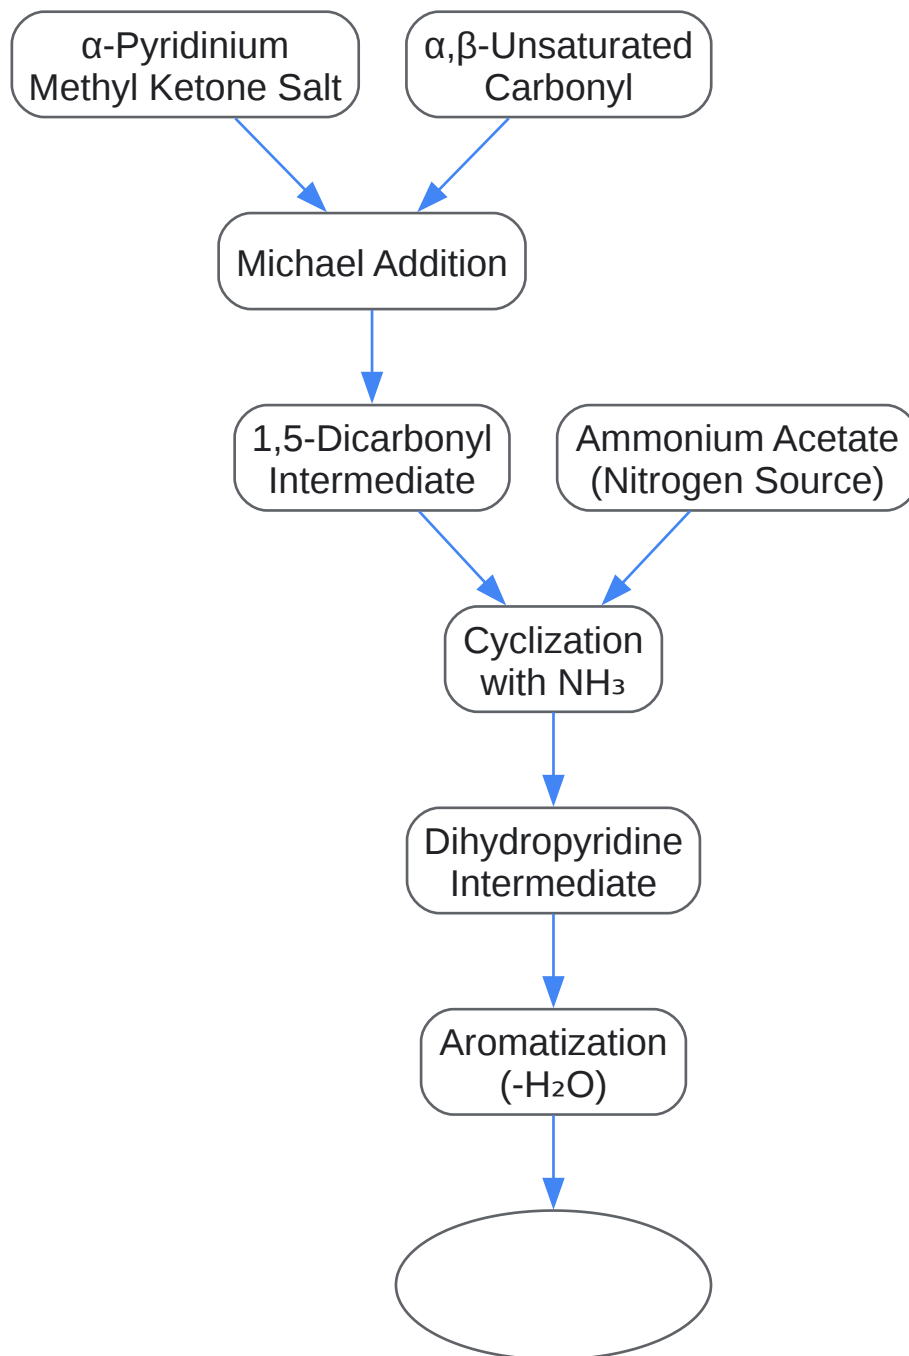 α-Pyridinium
Methyl Ketone Salt
α,β-Unsaturated
Carbonyl
Michael Addition
1,5-Dicarbonyl
Intermediate
Ammonium Acetate
(Nitrogen Source)
Cyclization
with NH₃
Dihydropyridine
Intermediate
Aromatization
(-H₂O)